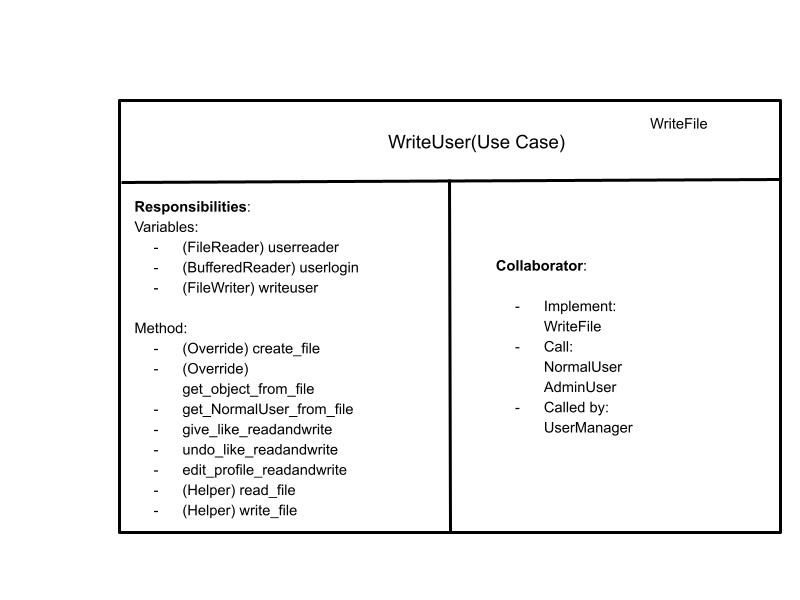 WriteFile
WriteUser(Use Case)
Responsibilities:
Variables:
- (FileReader) userreader
- (BufferedReader) userlogin
- (FileWriter) writeuser
Method:
- (Override) create_file
- (Override)
get_object_from_file
- get_NormalUser_from_file
- give_like_readandwrite
- undo_like_readandwrite
- edit_profile_readandwrite
- (Helper) read_file
- (Helper) write_file
Collaborator:
- Implement:
WriteFile
- Call:
NormalUser
AdminUser
- Called by:
UserManager